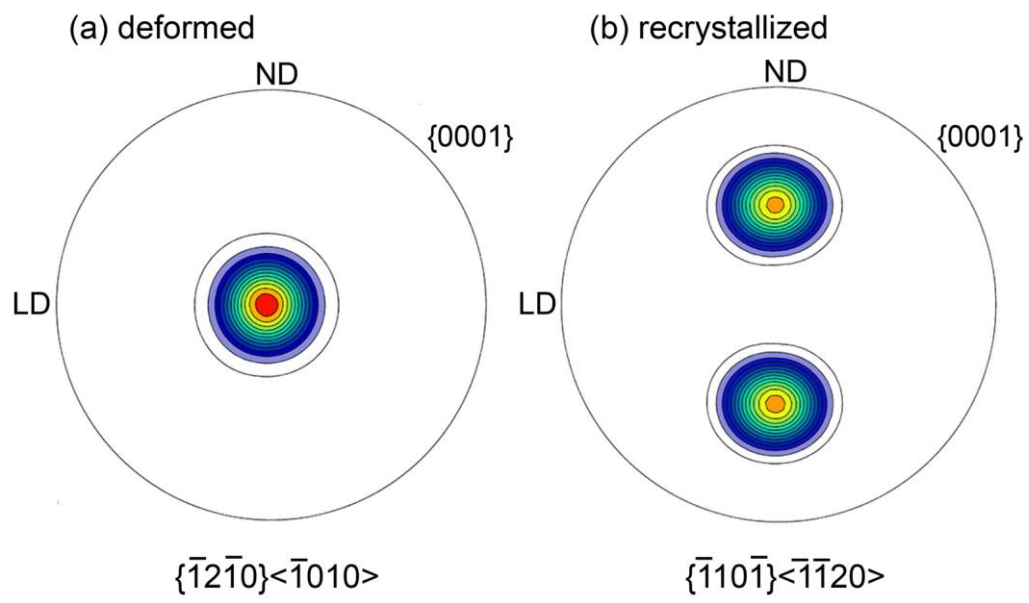 (a) deformed
ND
{0001}
LD
{1̅21̅0}<1̅010>
(b) recrystallized
ND
{0001}
LD
{1̅101̅}<1̅1̅20>